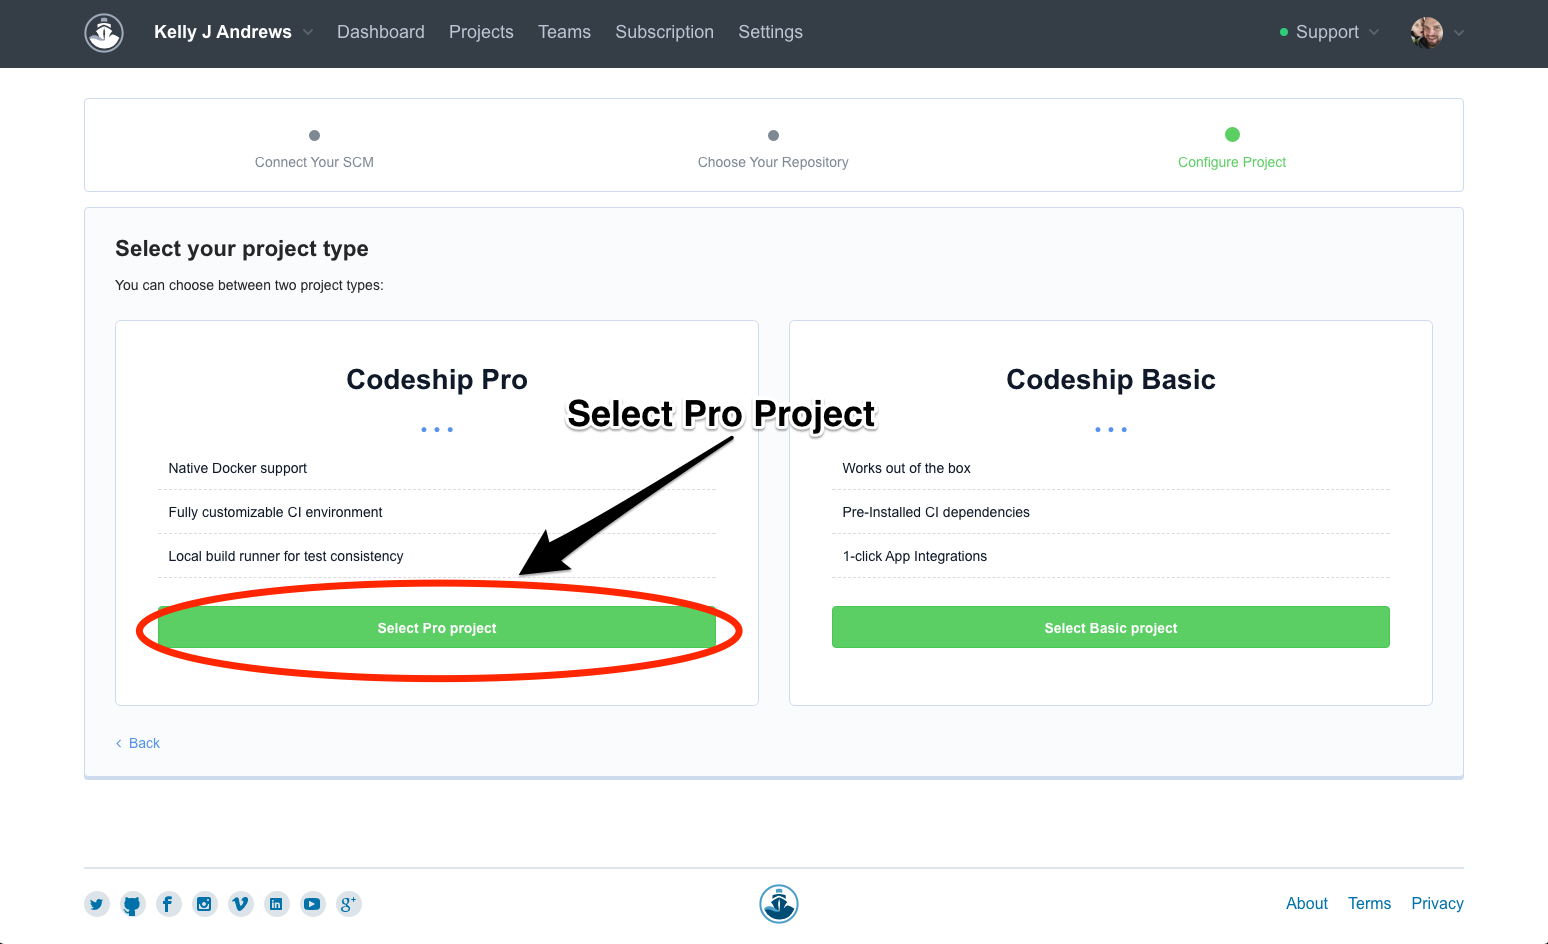 Kelly J Andrews Dashboard Projects Teams Subscription Settings Support
Connect Your SCM Choose Your Repository Configure Project
Select your project type
You can choose between two project types:
Codeship Pro
Native Docker support
Fully customizable CI environment
Local build runner for test consistency
Select Pro project
Select Pro Project
Codeship Basic
Works out of the box
Pre-Installed CI dependencies
1-click App Integrations
Select Basic project
Back
About Terms Privacy